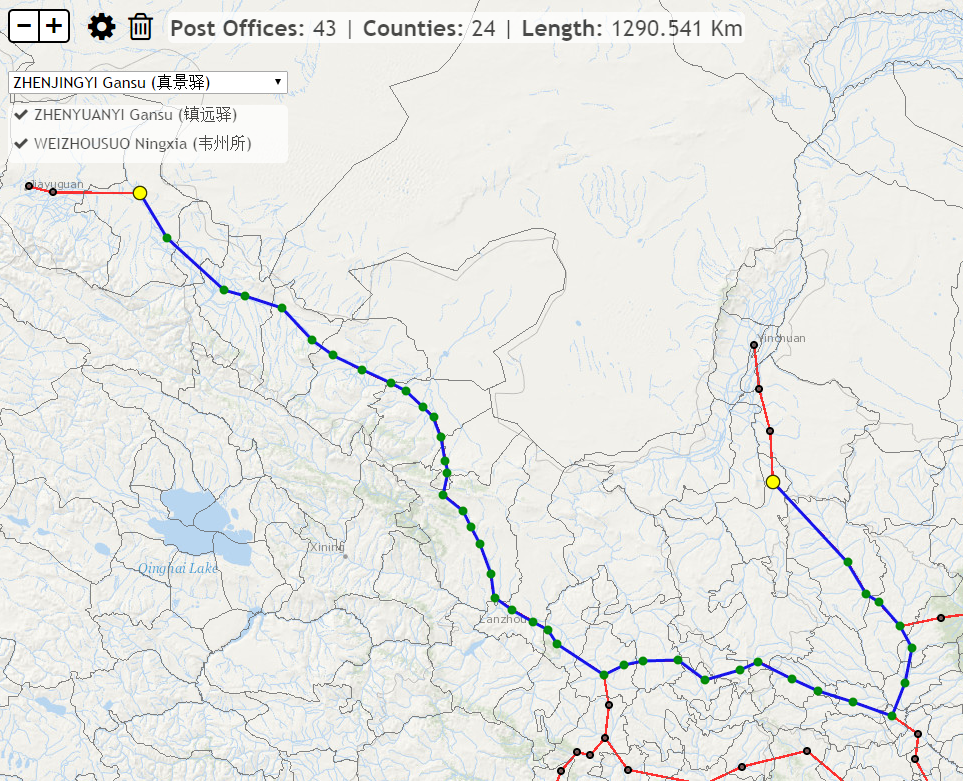 Post Offices: 43 | Counties: 24 | Length: 1290.541 Km
ZHENJINGYI Gansu (真景驿)
ZHENYUANYI Gansu (镇远驿)
WEIZHOUSUO Ningxia (韦州所)
Jiayuguan
Yinchuan
Xining
Qinghai Lake
Lanzhou